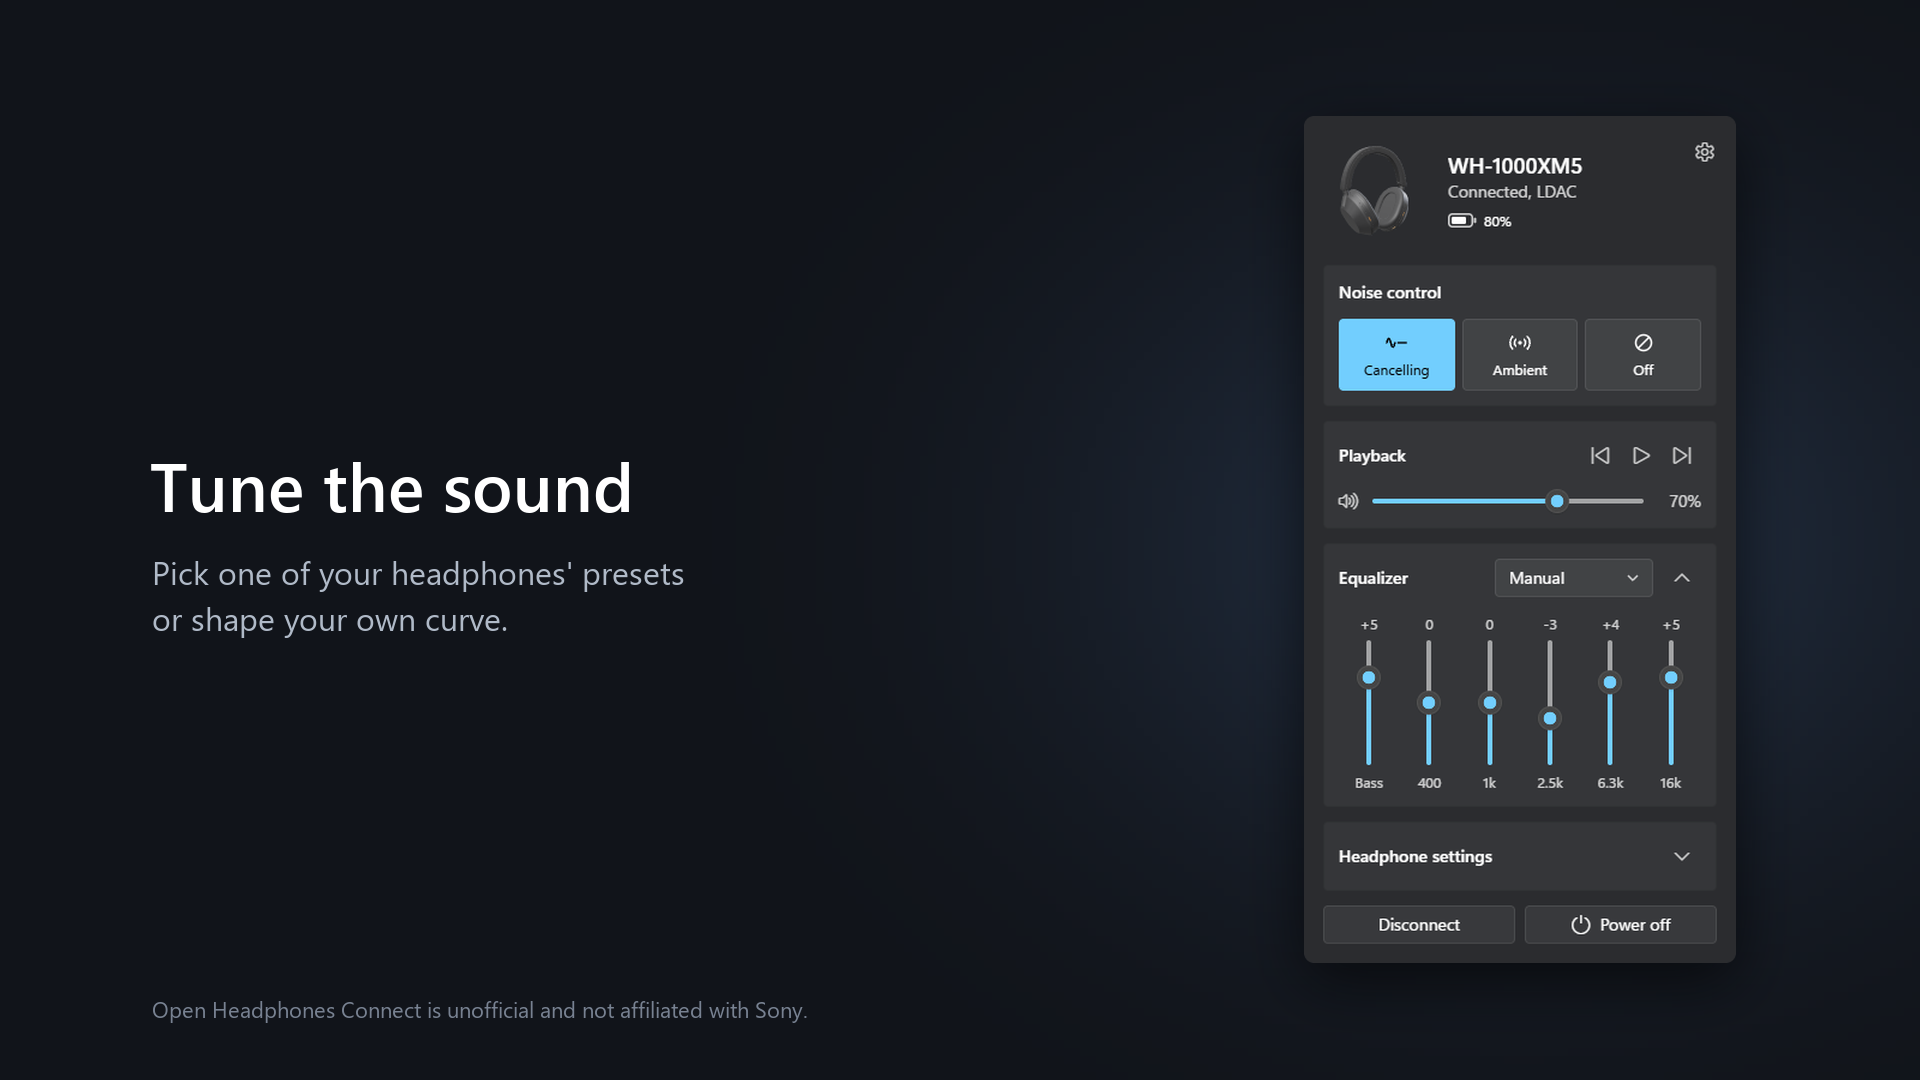 Tune the sound
Pick one of your headphones' presets
or shape your own curve.
Open Headphones Connect is unofficial and not affiliated with Sony.
WH-1000XM5
Connected, LDAC
80%
Noise control
Cancelling
Ambient
Off
Playback
70%
Equalizer
Manual
+5 0 0 -3 +4 +5
Bass 400 1k 2.5k 6.3k 16k
Headphone settings
Disconnect
Power off